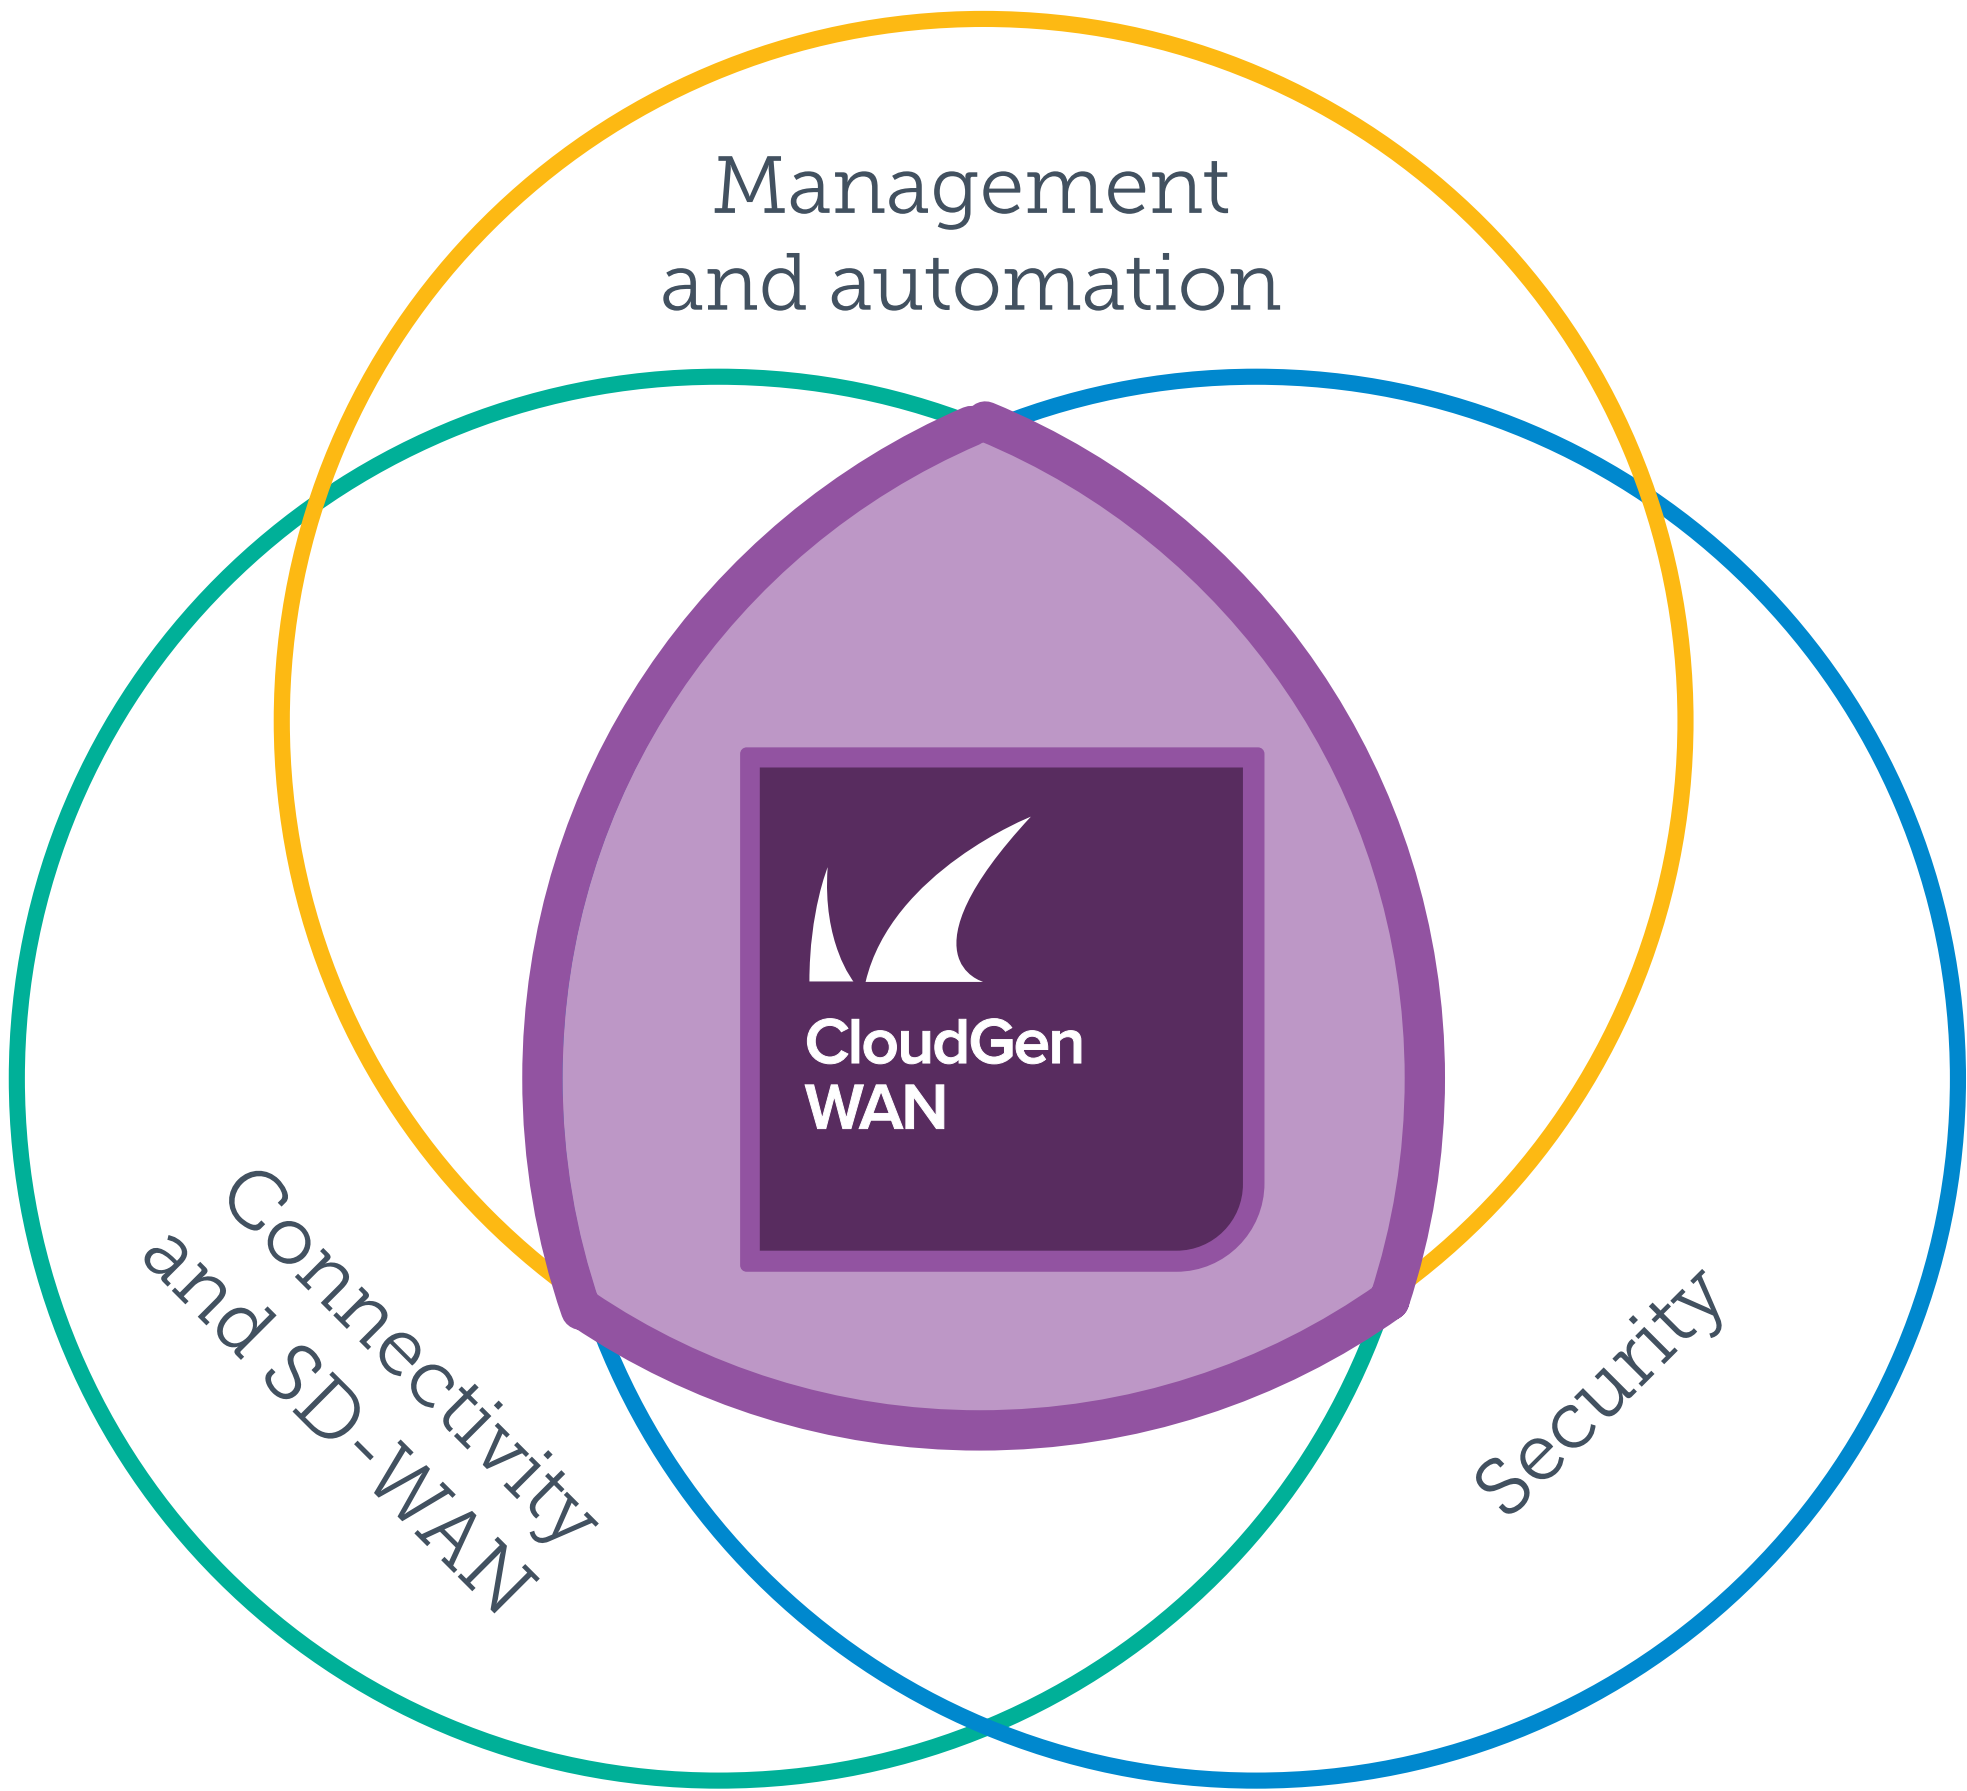 Management
and automation
CloudGen
WAN
Connectivity
and SD-WAN
Security